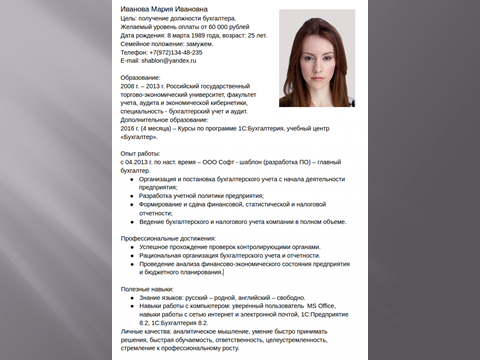 Иванова Мария Ивановна
Цель: получение должности бухгалтера.
Желаемый уровень оплаты от 60 000 рублей
Дата рождения: 8 марта 1989 года, возраст: 25 лет.
Семейное положение: замужем.
Телефон: +7(972)134-48-235
E-mail: shablon@yandex.ru
Образование:
2008 г. – 2013 г. Российский государственный
торгово-экономический университет, факультет
учета, аудита и экономической кибернетики,
специальность - бухгалтерский учет и аудит.
Дополнительное образование:
2016 г. (4 месяца) – Курсы по программе 1С:Бухгалтерия, учебный центр
«Бухгалтер».
Опыт работы:
с 04.2013 г. по наст. время – ООО Софт - шаблон (разработка ПО) – главный
бухгалтер.
● Организация и постановка бухгалтерского учета с начала деятельности
предприятия;
● Разработка учетной политики предприятия;
● Формирование и сдача финансовой, статистической и налоговой
отчетности;
● Ведение бухгалтерского и налогового учета компании в полном объеме.
Профессиональные достижения:
● Успешное прохождение проверок контролирующими органами.
● Рациональная организация бухгалтерского учета и отчетности.
● Проведение анализа финансово-экономического состояния предприятия
и бюджетного планирования.
Полезные навыки:
● Знание языков: русский – родной, английский – свободно.
● Навыки работы с компьютером: уверенный пользователь MS Office,
навыки работы с сетью интернет и электронной почтой, 1С:Предприятие
8.2, 1С:Бухгалтерия 8.2.
Личные качества: аналитическое мышление, умение быстро принимать
решения, быстрая обучаемость, ответственность, целеустремленность,
стремление к профессиональному росту.